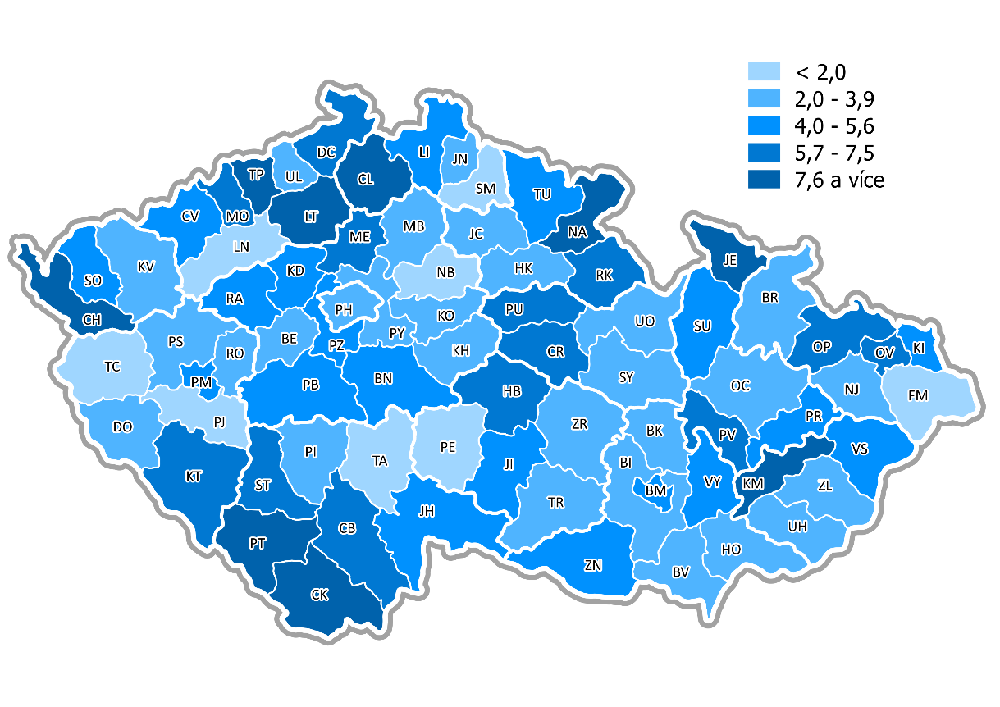 < 2,0
2,0 - 3,9
4,0 - 5,6
5,7 - 7,5
7,6 a více
DC
LI
JN
TP
UL
CL
SM
TU
CV
MO
LT
ME
MB
JC
NA
LN
KV
SO
KD
NB
HK
RK
JE
RA
CH
PH
KO
PU
BR
UO
SU
PS
BE
PZ
PY
KH
CR
OP
OV
KI
TC
RO
PM
PB
BN
HB
SY
OC
NJ
FM
DO
PJ
ZR
BK
PR
PV
VS
PI
TA
PE
JI
BI
BM
VY
KM
ZL
KT
ST
TR
JH
CB
UH
PT
HO
ZN
BV
CK